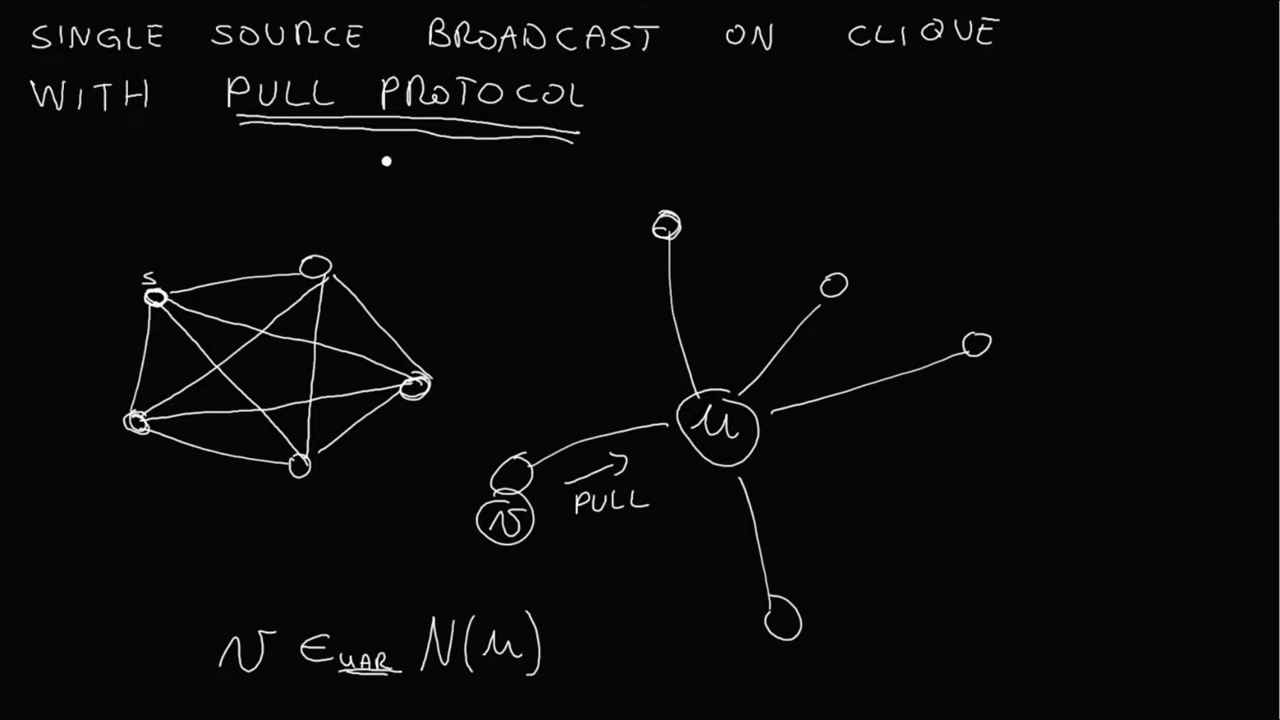 SINGLE SOURCE BROADCAST ON CLIQUE
WITH PULL PROTOCOL
S
u
PULL
v
v ∈UAR N(u)